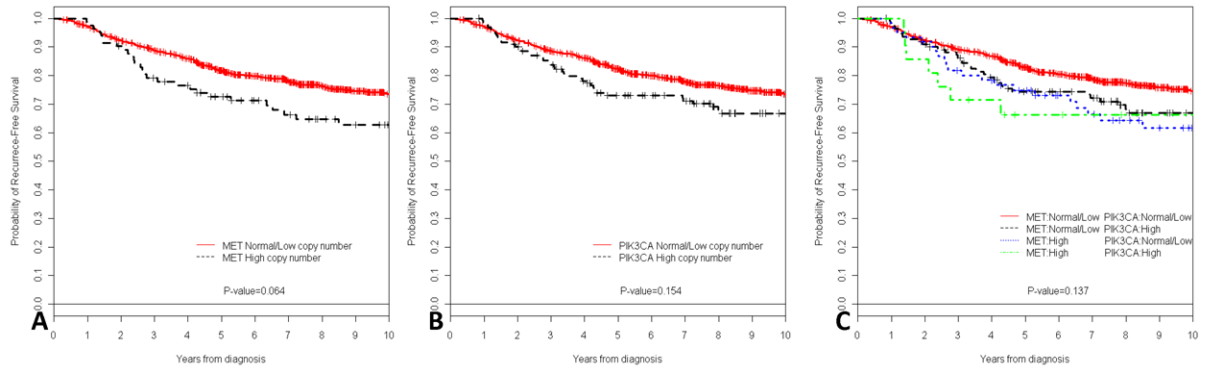 Probability of Recurrece-Free Survival
1.0
0.9
0.8
0.7
0.6
0.5
0.4
0.3
0.2
0.1
0.0
MET Normal/Low copy number
MET High copy number
P-value=0.064
A
0 1 2 3 4 5 6 7 8 9 10
Years from diagnosis
Probability of Recurrece-Free Survival
1.0
0.9
0.8
0.7
0.6
0.5
0.4
0.3
0.2
0.1
0.0
PIK3CA Normal/Low copy number
PIK3CA High copy number
P-value=0.154
B
0 1 2 3 4 5 6 7 8 9 10
Years from diagnosis
Probability of Recurrece-Free Survival
1.0
0.9
0.8
0.7
0.6
0.5
0.4
0.3
0.2
0.1
0.0
MET:Normal/Low PIK3CA:Normal/Low
MET:Normal/Low PIK3CA:High
MET:High PIK3CA:Normal/Low
MET:High PIK3CA:High
P-value=0.137
C
0 1 2 3 4 5 6 7 8 9 10
Years from diagnosis